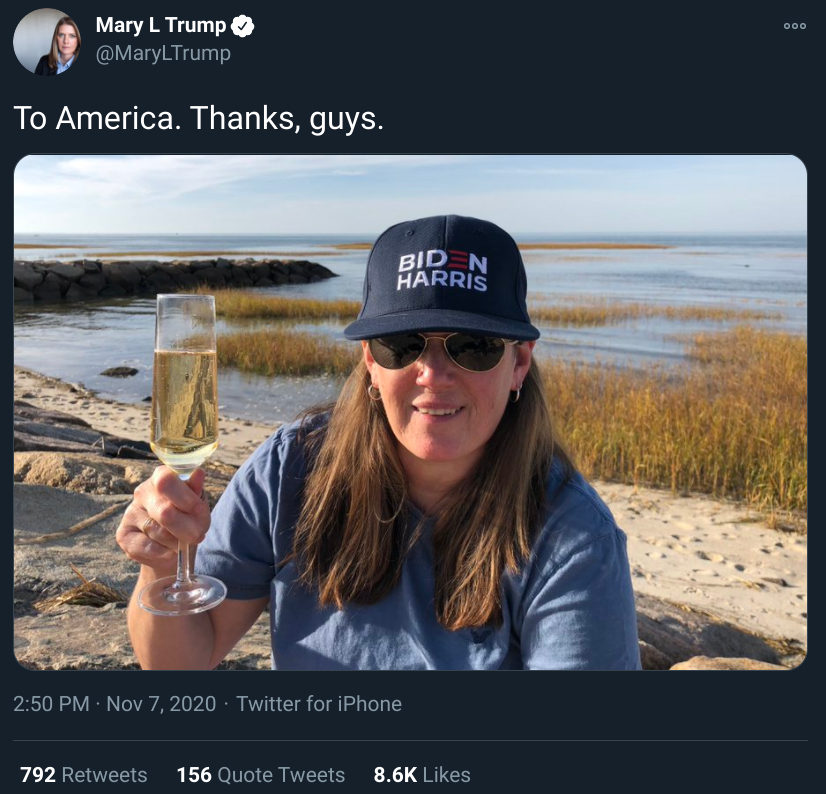 Mary L Trump
@MaryLTrump
To America. Thanks, guys.
BIDEN
HARRIS
2:50 PM · Nov 7, 2020 · Twitter for iPhone
792 Retweets 156 Quote Tweets 8.6K Likes